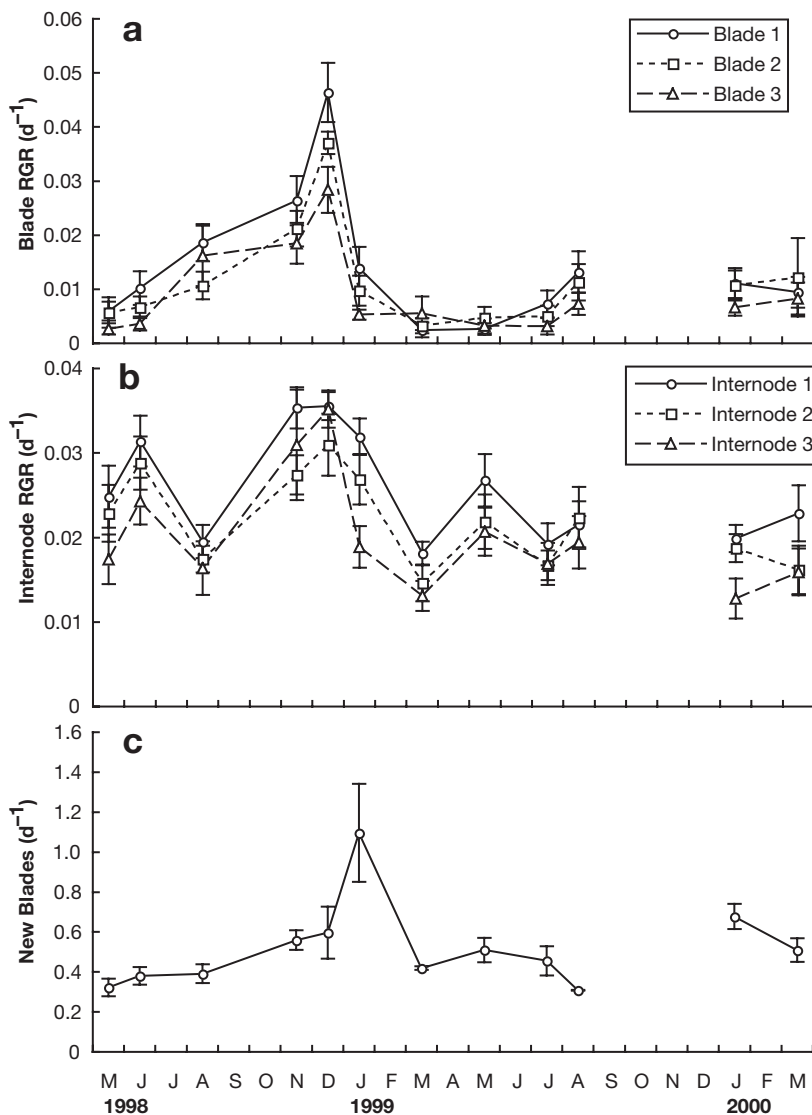 a
0.06
0.05
0.04
0.03
0.02
0.01
0
Blade RGR (d⁻¹)
Blade 1
Blade 2
Blade 3
b
0.04
0.03
0.02
0.01
0
Internode RGR (d⁻¹)
Internode 1
Internode 2
Internode 3
c
1.6
1.4
1.2
1.0
0.8
0.6
0.4
0.2
0
New Blades (d⁻¹)
M J J A S O N D J F M A M J J A S O N D J F M
1998 1999 2000